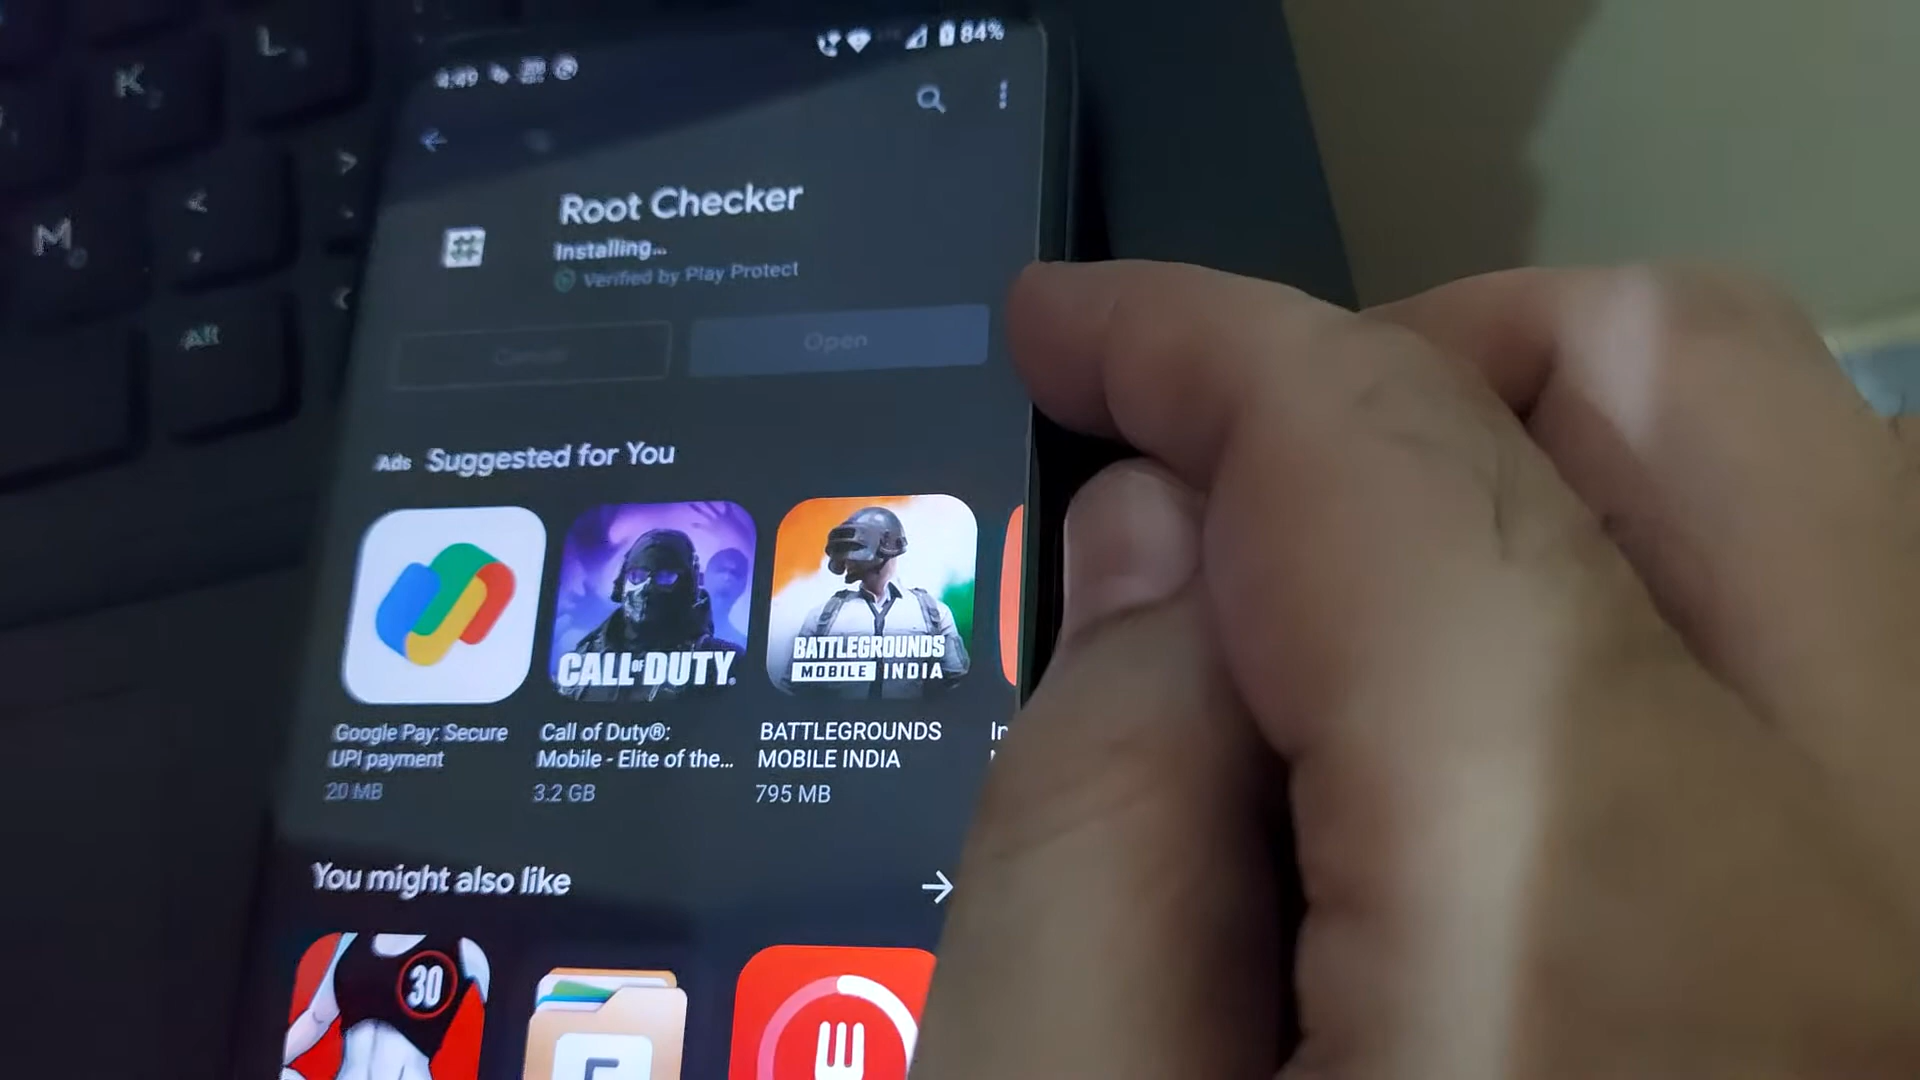 L
K
M
Alt
4:49
84%
Root Checker
Installing...
Verified by Play Protect
Cancel
Open
Ads Suggested for You
CALL OF DUTY
BATTLEGROUNDS
MOBILE INDIA
Google Pay: Secure
UPI payment
20 MB
Call of Duty®:
Mobile - Elite of the...
3.2 GB
BATTLEGROUNDS
MOBILE INDIA
795 MB
You might also like
30